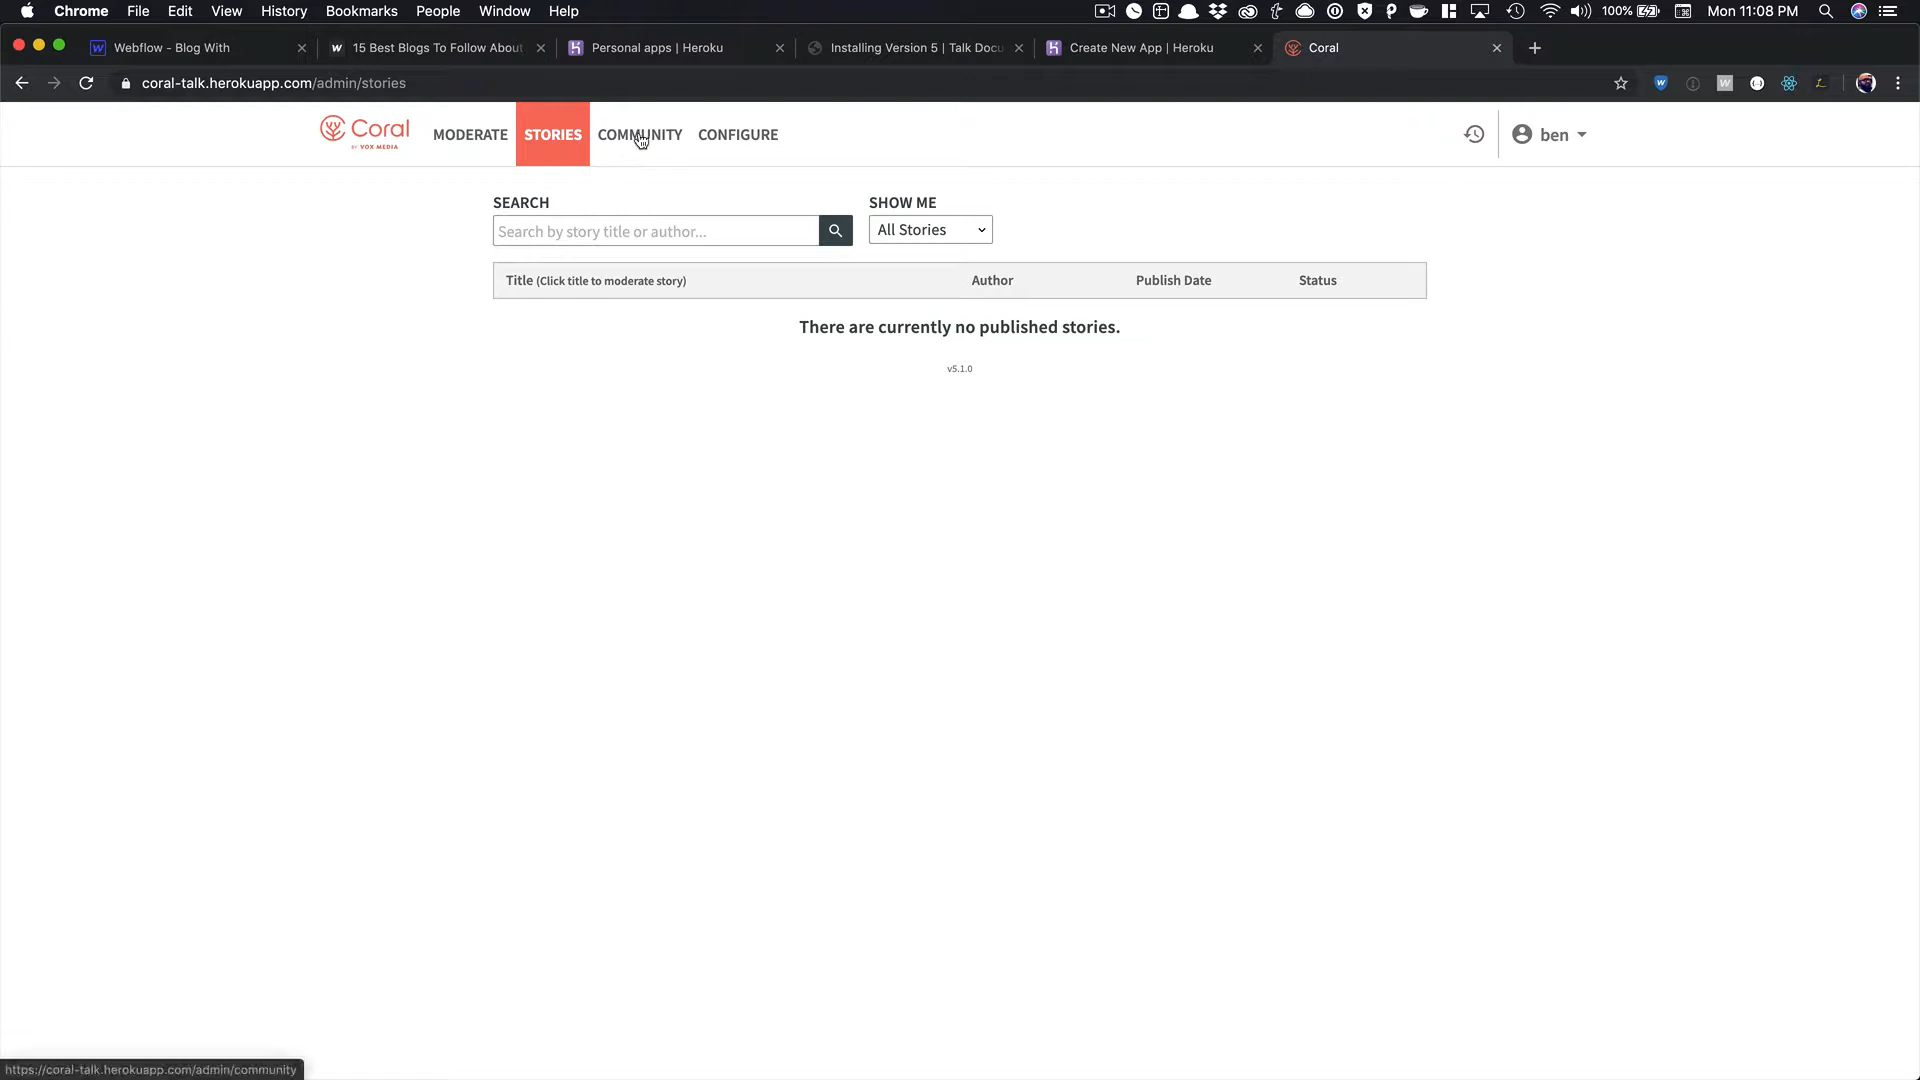 Chrome File Edit View History Bookmarks People Window Help 100% Mon 11:08 PM
Webflow - Blog With 15 Best Blogs To Follow About Personal apps | Heroku Installing Version 5 | Talk Docu Create New App | Heroku Coral
coral-talk.herokuapp.com/admin/stories
Coral BY VOX MEDIA MODERATE STORIES COMMUNITY CONFIGURE ben
SEARCH SHOW ME
Search by story title or author... All Stories
Title (Click title to moderate story) Author Publish Date Status
There are currently no published stories.
v5.1.0
https://coral-talk.herokuapp.com/admin/community